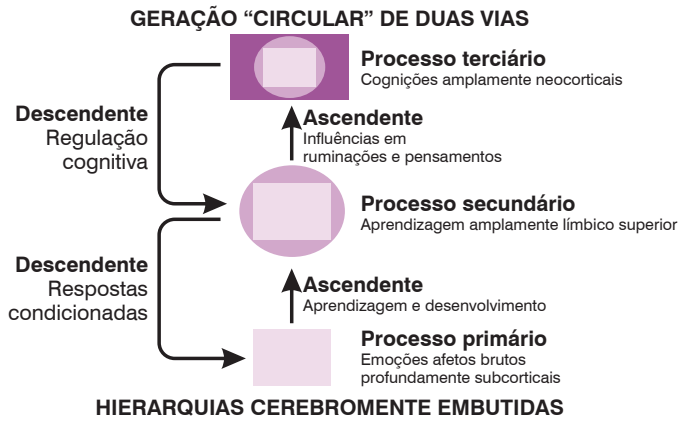 GERAÇÃO “CIRCULAR” DE DUAS VIAS
Processo terciário
Cognições amplamente neocorticais
Descendente
Regulação
cognitiva
Ascendente
Influências em
ruminações e pensamentos
Processo secundário
Aprendizagem amplamente límbico superior
Descendente
Respostas
condicionadas
Ascendente
Aprendizagem e desenvolvimento
Processo primário
Emoções afetos brutos
profundamente subcorticais
HIERARQUIAS CEREBROMENTE EMBUTIDAS